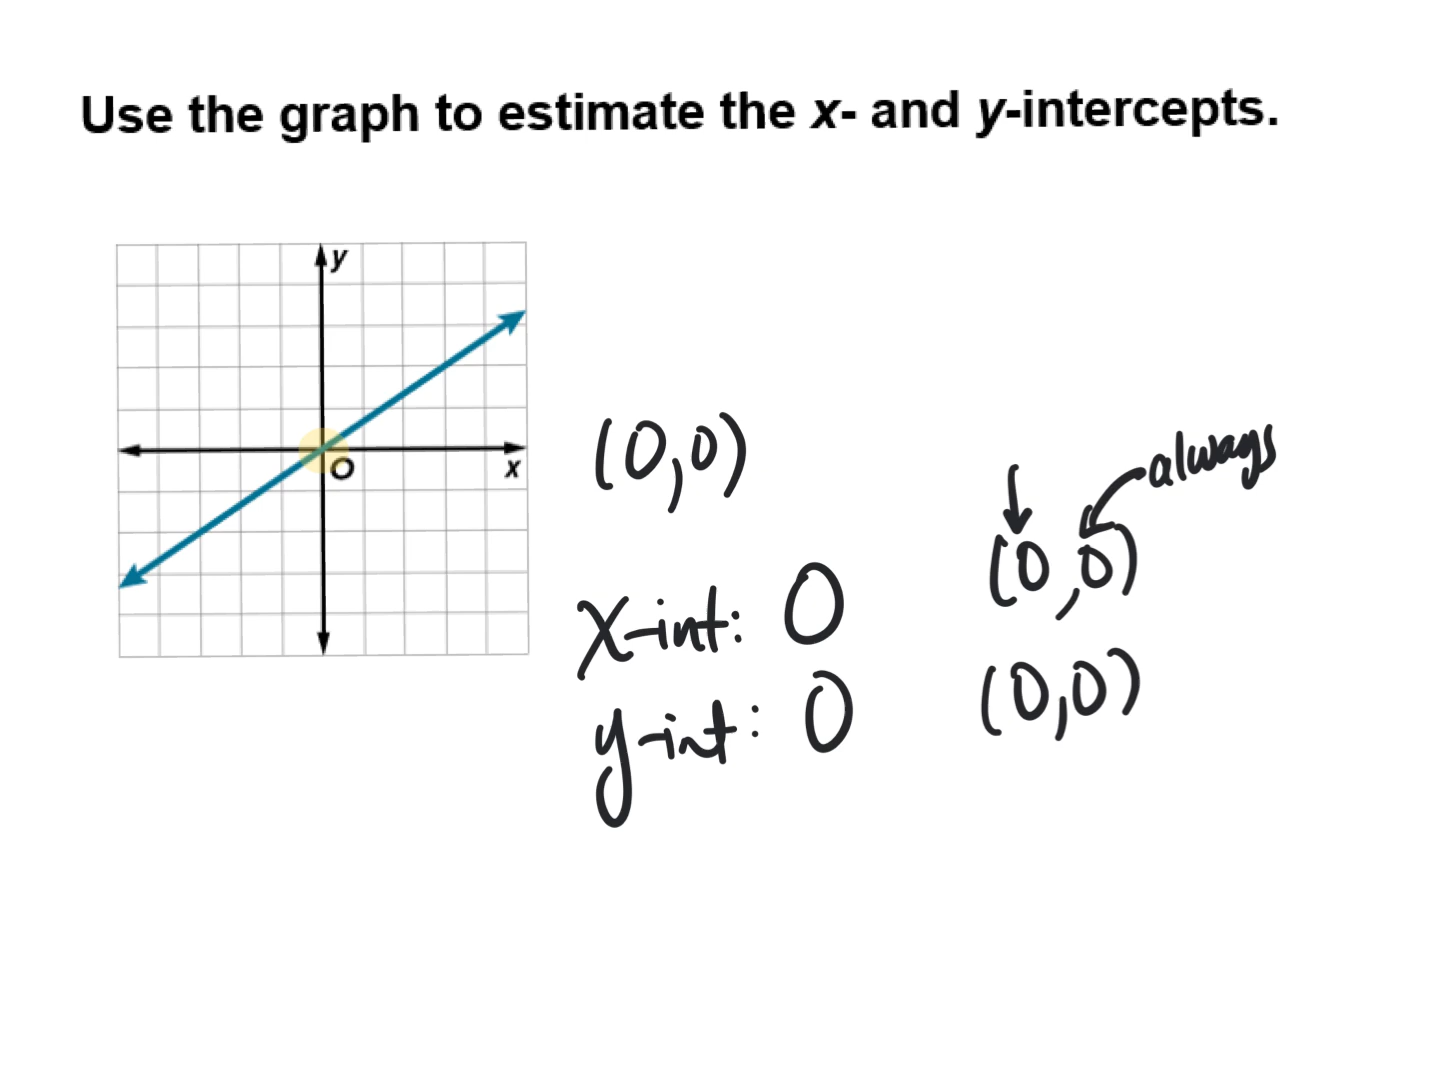 Use the graph to estimate the x- and y-intercepts.
y
O
x
(0,0)
always
(0,0)
x-int: 0
y-int: 0
(0,0)